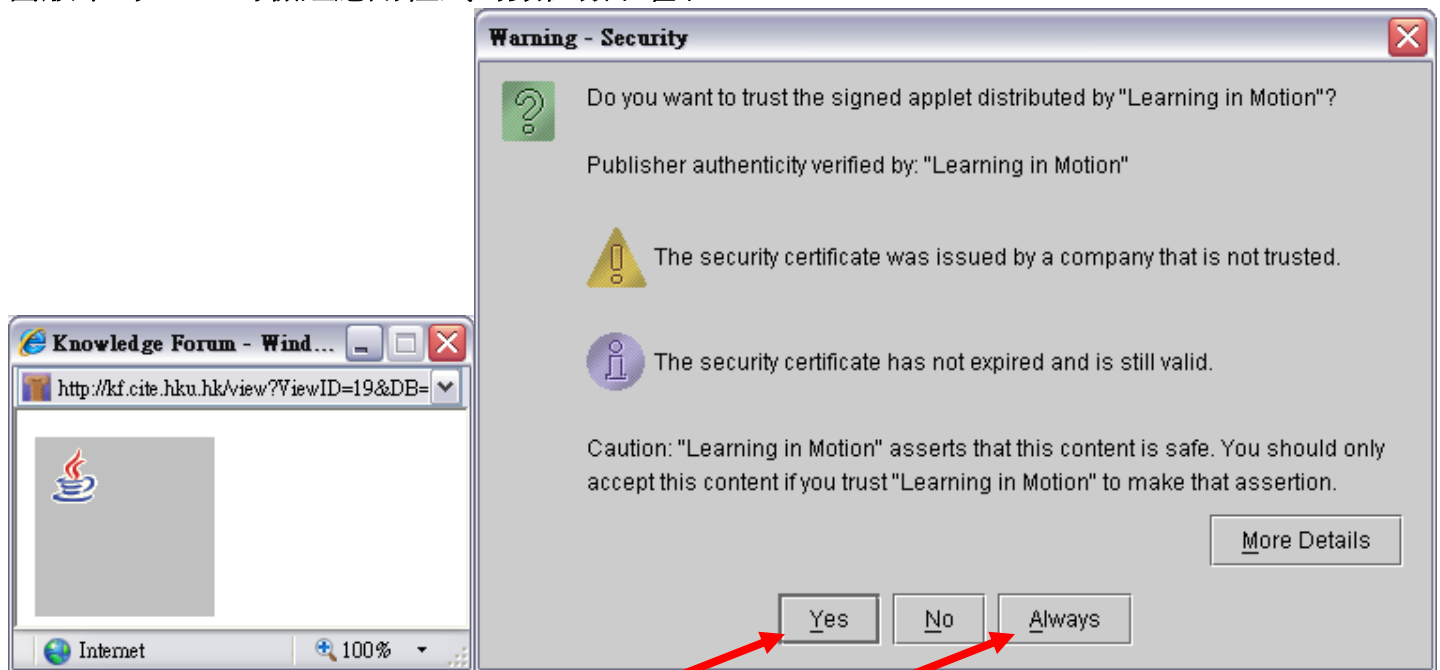 Warning - Security
Do you want to trust the signed applet distributed by "Learning in Motion"?
Publisher authenticity verified by: "Learning in Motion"
The security certificate was issued by a company that is not trusted.
The security certificate has not expired and is still valid.
Caution: "Learning in Motion" asserts that this content is safe. You should only
accept this content if you trust "Learning in Motion" to make that assertion.
More Details
Yes No Always
Knowledge Forum - Wind...
http://kf.cite.hku.hk/view?ViewID=19&DB=
Internet 100%